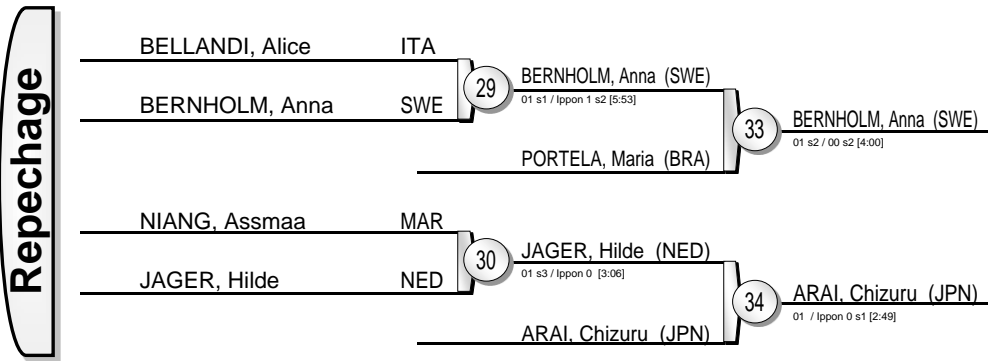 Repechage
BELLANDI, Alice ITA
BERNHOLM, Anna SWE
29
BERNHOLM, Anna (SWE)
01 s1 / Ippon 1 s2 [5:53]
PORTELA, Maria (BRA)
33
BERNHOLM, Anna (SWE)
01 s2 / 00 s2 [4:00]
NIANG, Assmaa MAR
JAGER, Hilde NED
30
JAGER, Hilde (NED)
01 s3 / Ippon 0 [3:06]
ARAI, Chizuru (JPN)
34
ARAI, Chizuru (JPN)
01 / Ippon 0 s1 [2:49]